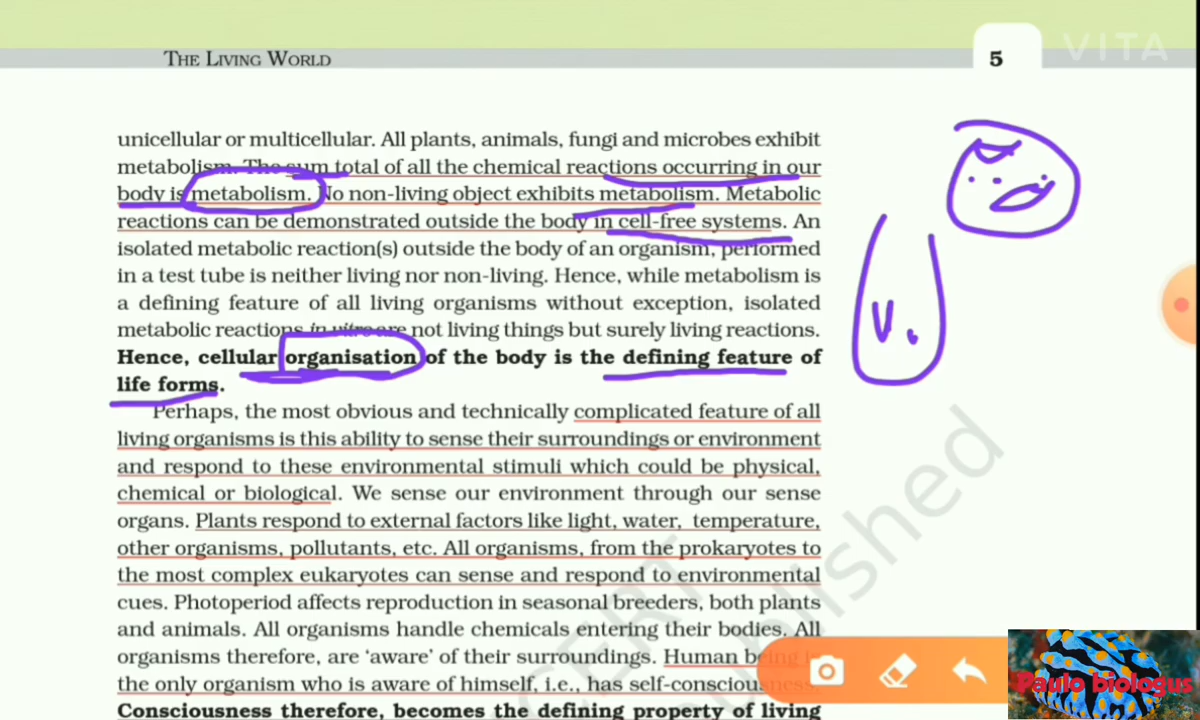 THE LIVING WORLD
5
VITA
unicellular or multicellular. All plants, animals, fungi and microbes exhibit
metabolism. The sum total of all the chemical reactions occurring in our
body is metabolism. No non-living object exhibits metabolism. Metabolic
reactions can be demonstrated outside the body in cell-free systems. An
isolated metabolic reaction(s) outside the body of an organism, performed
in a test tube is neither living nor non-living. Hence, while metabolism is
a defining feature of all living organisms without exception, isolated
metabolic reactions in vitro are not living things but surely living reactions.
Hence, cellular organisation of the body is the defining feature of
life forms.
Perhaps, the most obvious and technically complicated feature of all
living organisms is this ability to sense their surroundings or environment
and respond to these environmental stimuli which could be physical,
chemical or biological. We sense our environment through our sense
organs. Plants respond to external factors like light, water, temperature,
other organisms, pollutants, etc. All organisms, from the prokaryotes to
the most complex eukaryotes can sense and respond to environmental
cues. Photoperiod affects reproduction in seasonal breeders, both plants
and animals. All organisms handle chemicals entering their bodies. All
organisms therefore, are ‘aware’ of their surroundings. Human being is
the only organism who is aware of himself, i.e., has self-consciousness.
Consciousness therefore, becomes the defining property of living
published
Paulo biologus